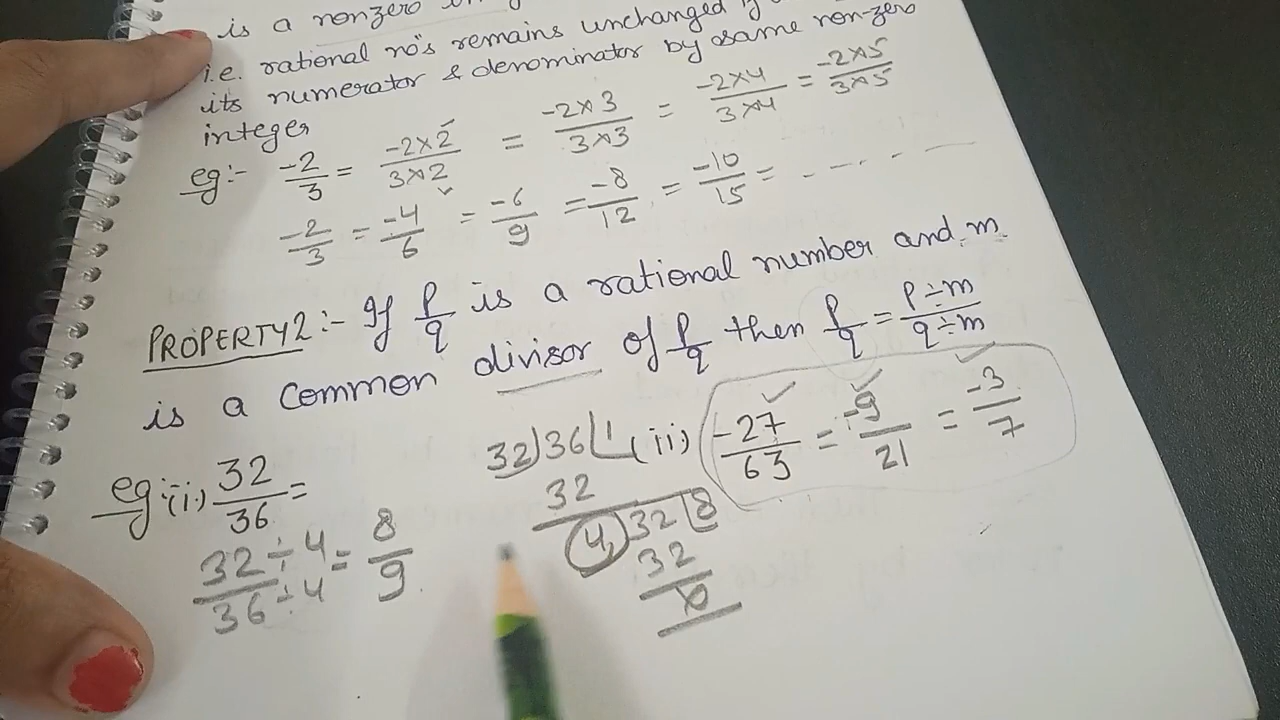 is a nonzero
i.e. rational no's remains unchanged
its numerator & denominator by same non-zero
integer
eg:- -2/3 = -2×2/3×2 = -2×3/3×3 = -2×4/3×4 = -2×5/3×5
-2/3 = -4/6 = -6/9 = -8/12 = -10/15 = - - - - -
PROPERTY2:- If p/q is a rational number and m
is a common divisor of p/q then p/q = p÷m/q÷m
eg:(i) 32/36 =
32÷4/36÷4 = 8/9
32)36(1
32
4)32(8
32
0
(ii) -27/63 = -9/21 = -3/7